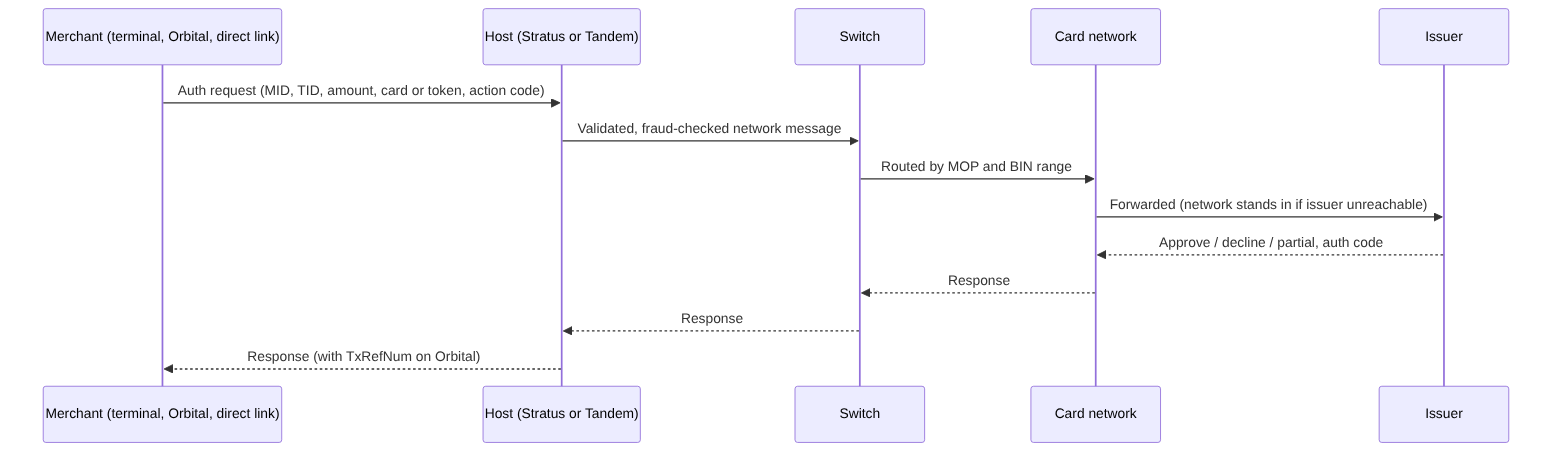 Merchant (terminal, Orbital, direct link)
Host (Stratus or Tandem)
Switch
Card network
Issuer
Auth request (MID, TID, amount, card or token, action code)
Validated, fraud-checked network message
Routed by MOP and BIN range
Forwarded (network stands in if issuer unreachable)
Approve / decline / partial, auth code
Response
Response
Response (with TxRefNum on Orbital)
Merchant (terminal, Orbital, direct link)
Host (Stratus or Tandem)
Switch
Card network
Issuer